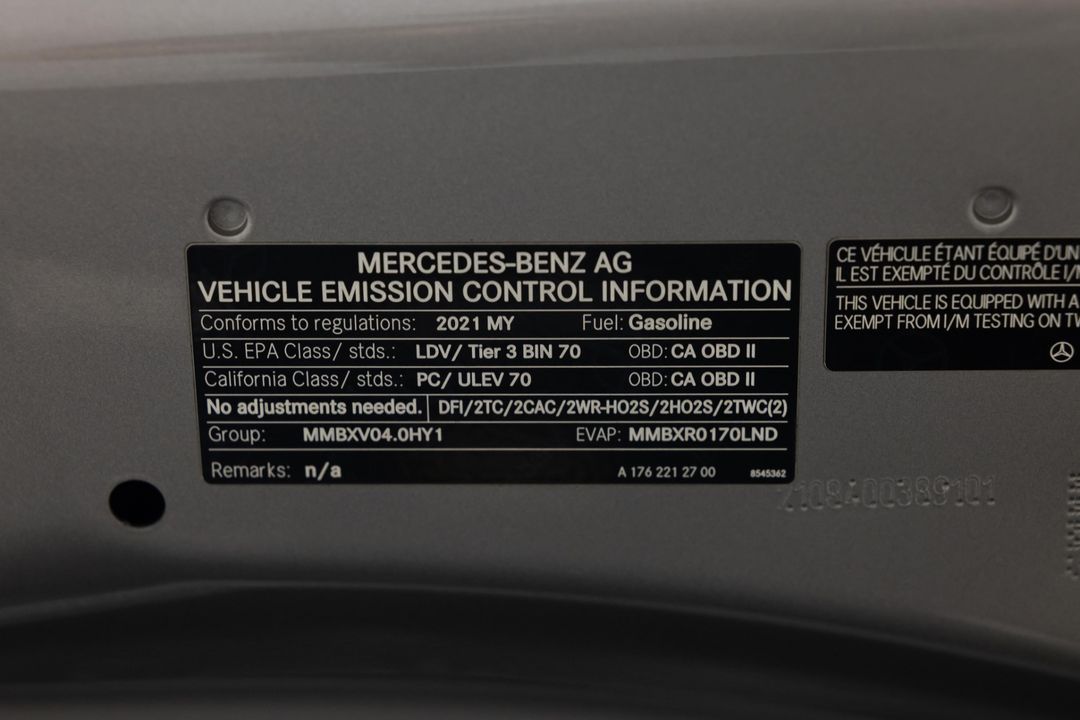 MERCEDES-BENZ AG
VEHICLE EMISSION CONTROL INFORMATION
Conforms to regulations: 2021 MY Fuel: Gasoline
U.S. EPA Class/ stds.: LDV/ Tier 3 BIN 70 OBD: CA OBD II
California Class/ stds.: PC/ ULEV 70 OBD: CA OBD II
No adjustments needed. DFI/2TC/2CAC/2WR-HO2S/2HO2S/2TWC(2)
Group: MMBXV04.0HY1 EVAP: MMBXR0170LND
Remarks: n/a A 176 221 27 00 8545362
CE VÉHICULE ÉTANT ÉQUIPÉ D'UN
IL EST EXEMPTÉ DU CONTRÔLE I/M
THIS VEHICLE IS EQUIPPED WITH A
EXEMPT FROM I/M TESTING ON TW
2108A00389101